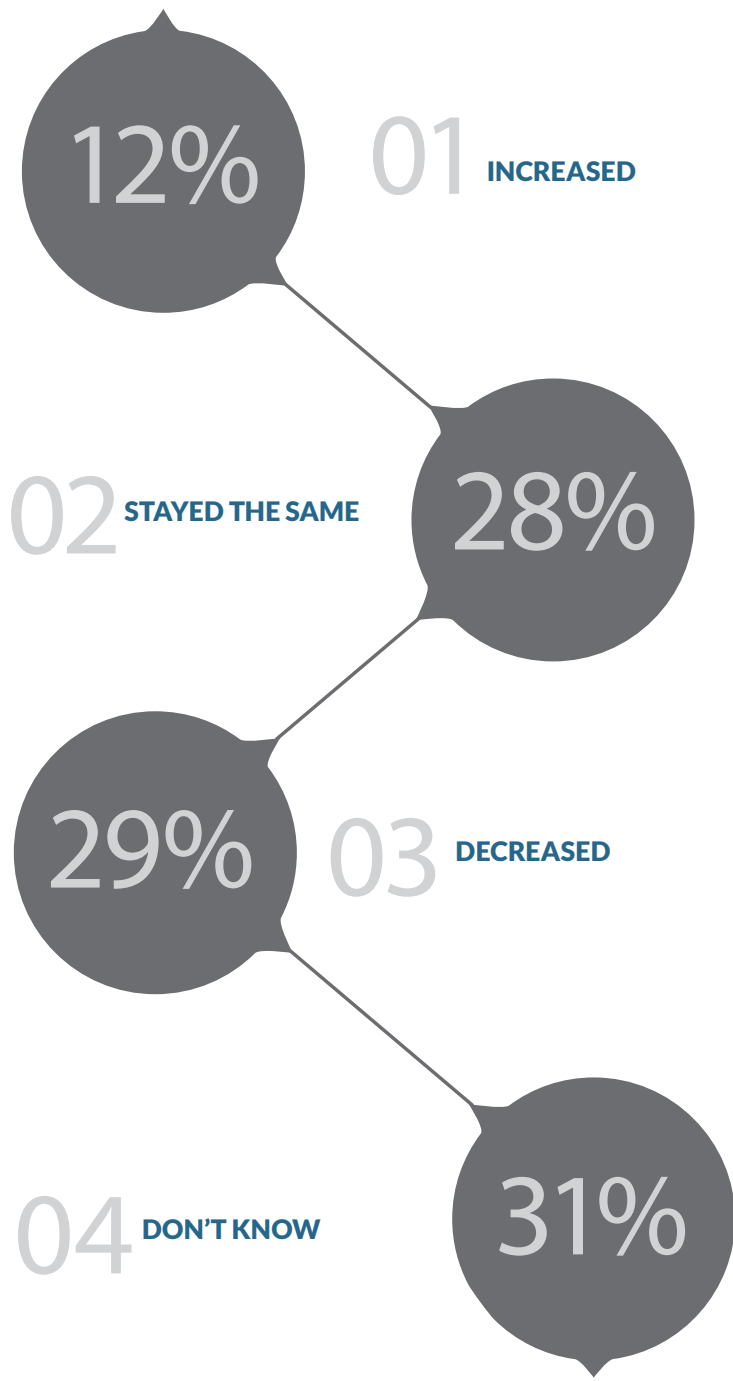 12%
01 INCREASED
02 STAYED THE SAME
28%
29%
03 DECREASED
04 DON'T KNOW
31%